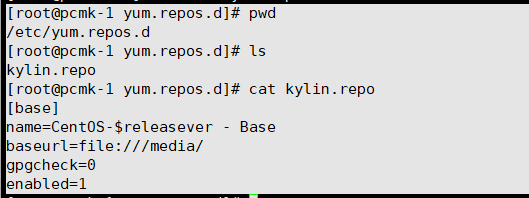 [root@pcmk-1 yum.repos.d]# pwd
/etc/yum.repos.d
[root@pcmk-1 yum.repos.d]# ls
kylin.repo
[root@pcmk-1 yum.repos.d]# cat kylin.repo
[base]
name=CentOS-$releasever - Base
baseurl=file:///media/
gpgcheck=0
enabled=1